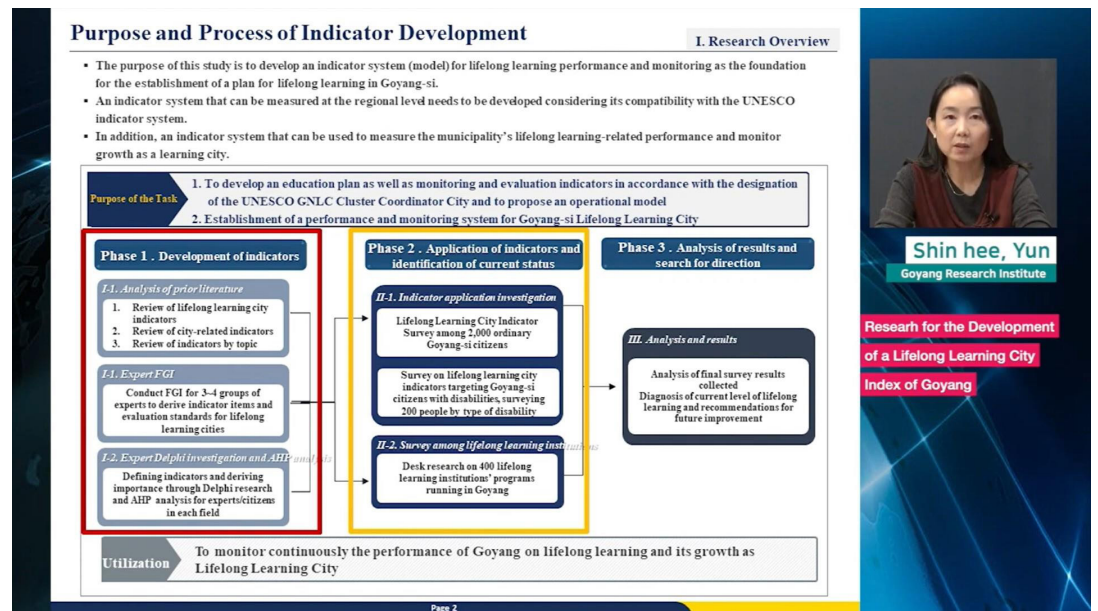 Purpose and Process of Indicator Development
I. Research Overview
▪ The purpose of this study is to develop an indicator system (model) for lifelong learning performance and monitoring as the foundation
for the establishment of a plan for lifelong learning in Goyang-si.
▪ An indicator system that can be measured at the regional level needs to be developed considering its compatibility with the UNESCO
indicator system.
▪ In addition, an indicator system that can be used to measure the municipality's lifelong learning-related performance and monitor
growth as a learning city.
Purpose of the Task
1. To develop an education plan as well as monitoring and evaluation indicators in accordance with the designation
of the UNESCO GNLC Cluster Coordinator City and to propose an operational model
2. Establishment of a performance and monitoring system for Goyang-si Lifelong Learning City
Phase 1 . Development of indicators
I-1. Analysis of prior literature
1. Review of lifelong learning city
indicators
2. Review of city-related indicators
3. Review of indicators by topic
I-1. Expert FGI
Conduct FGI for 3-4 groups of
experts to derive indicator items and
evaluation standards for lifelong
learning cities
I-2. Expert Delphi investigation and AHP analysis
Defining indicators and deriving
importance through Delphi research
and AHP analysis for experts/citizens
in each field
Phase 2 . Application of indicators and
identification of current status
II-1. Indicator application investigation
Lifelong Learning City Indicator
Survey among 2,000 ordinary
Goyang-si citizens
Survey on lifelong learning city
indicators targeting Goyang-si
citizens with disabilities, surveying
200 people by type of disability
II-2. Survey among lifelong learning institutions
Desk research on 400 lifelong
learning institutions' programs
running in Goyang
Phase 3 . Analysis of results and
search for direction
III. Analysis and results
Analysis of final survey results
collected
Diagnosis of current level of lifelong
learning and recommendations for
future improvement
Utilization
To monitor continuously the performance of Goyang on lifelong learning and its growth as
Lifelong Learning City
Page 2
Shin hee, Yun
Goyang Research Institute
Researh for the Development
of a Lifelong Learning City
Index of Goyang